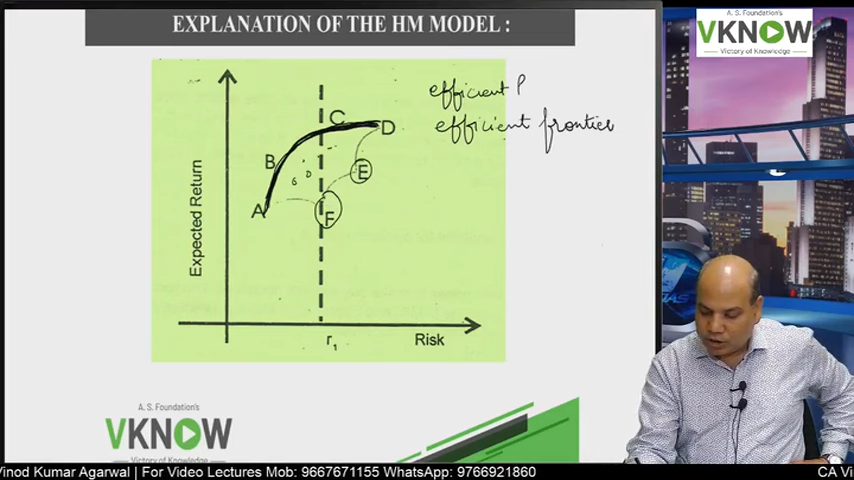 EXPLANATION OF THE HM MODEL :
A. S. Foundation's
VKNOW
Victory of Knowledge
efficient P
efficient frontier
C
D
B
E
A
F
Expected Return
r1
Risk
A. S. Foundation's
VKNOW
Victory of Knowledge
Vinod Kumar Agarwal | For Video Lectures Mob: 9667671155 WhatsApp: 9766921860
CA Vi